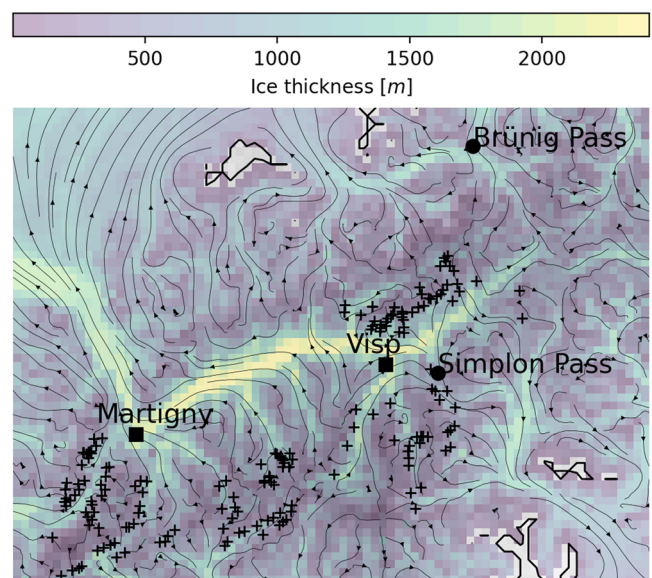 500 1000 1500 2000
Ice thickness [m]
Brünig Pass
Visp
Simplon Pass
Martigny